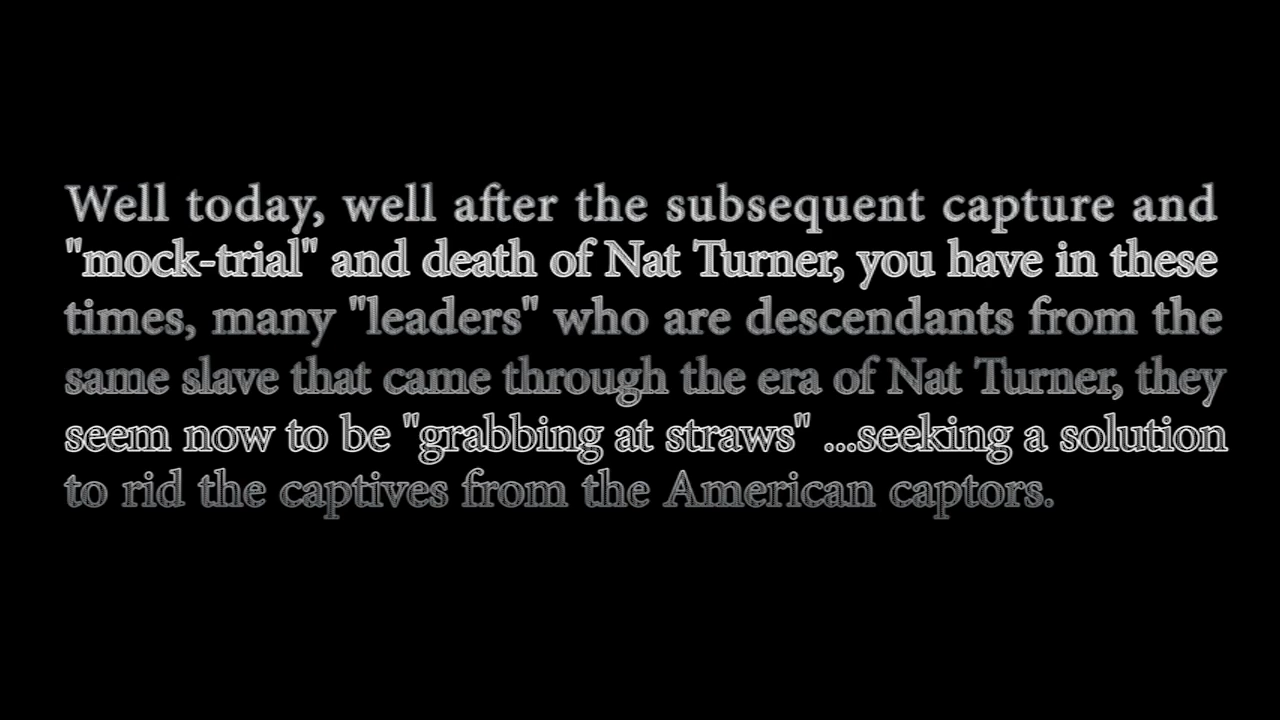 Well today, well after the subsequent capture and
"mock-trial" and death of Nat Turner, you have in these
times, many "leaders" who are descendants from the
same slave that came through the era of Nat Turner, they
seem now to be "grabbing at straws" ...seeking a solution
to rid the captives from the American captors.